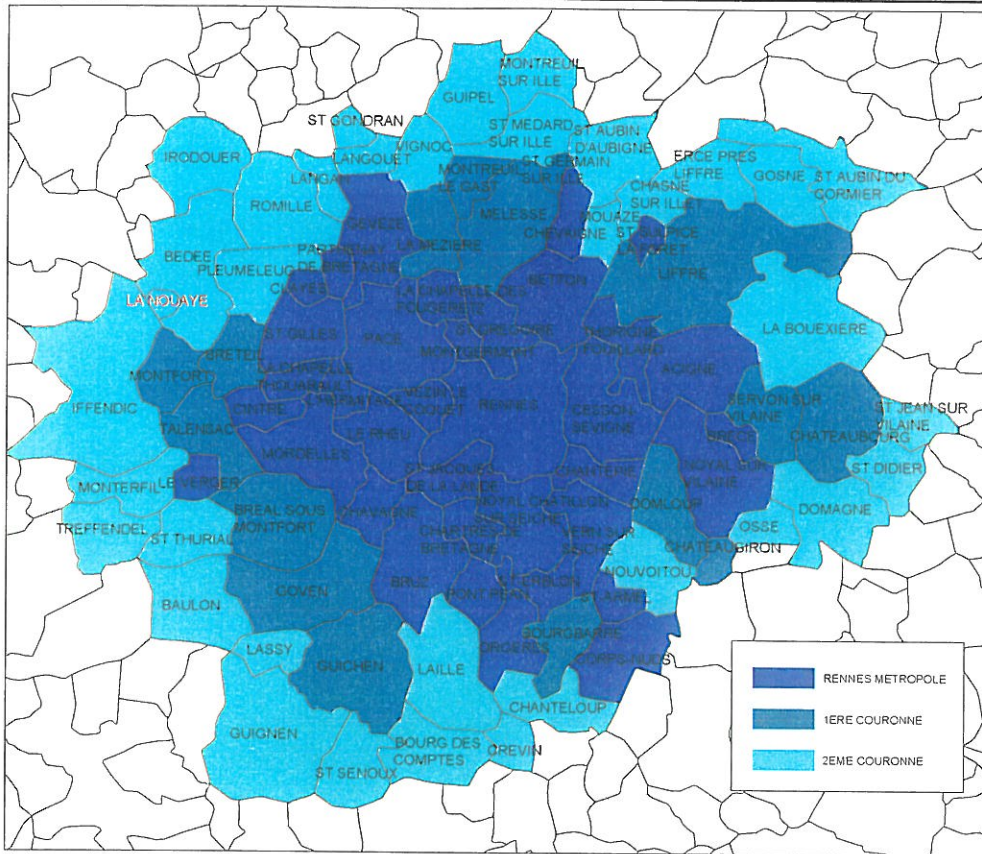 MONTREUIL
SUR ILLE
GUIPEL
ST GONDRAN
ST MEDARD
SUR ILLE
ST AUBIN
D'AUBIGNE
VIGNOC
LANGOUET
IRODOUER
ST GERMAIN
SUR ILLE
ERCE PRES
LIFFRE
GOSNE
ST AUBIN DU
CORMIER
MONTREUIL
LE GAST
LANGA
CHASNE
SUR ILLE
ROMILLE
MELESSE
MOUAZE
GEVEZE
CHEVAIGNE
ST SULPICE
LA FORET
LA MEZIERE
BEDEE
PARTHENAY
DE BRETAGNE
PLEUMELEUC
LIFFRE
BETTON
CLAYES
LA CHAPELLE DES
FOUGERETZ
LA NOUAYE
ST GILLES
PACE
ST GREGOIRE
THORIGNE
FOUILLARD
LA BOUEXIERE
MONTGERMONT
BRETEIL
LA CHAPELLE
THOUARAULT
ACIGNE
MONTFORT
L'HERMITAGE
VEZIN LE
COQUET
RENNES
CESSON
SEVIGNE
SERVON SUR
VILAINE
IFFENDIC
CINTRE
ST JEAN SUR
VILAINE
TALENSAC
LE RHEU
BRECE
CHATEAUBOURG
MORDELLES
ST JACQUES
DE LA LANDE
CHANTEPIE
NOYAL SUR
VILAINE
ST DIDIER
MONTERFIL
LE VERGER
BREAL SOUS
MONTFORT
CHAVAGNE
NOYAL CHATILLON
SUR SEICHE
DOMLOUP
DOMAGNE
TREFFENDEL
ST THURIAL
CHARTRES DE
BRETAGNE
VERN SUR
SEICHE
OSSE
CHATEAUGIRON
NOUVOITOU
GOVEN
BRUZ
PONT PEAN
ST ERBLON
ST ARMEL
BAULON
BOURGBARRE
LASSY
GUICHEN
LAILLE
ORGERES
CORPS-NUDS
CHANTELOUP
GUIGNEN
BOURG DES
COMPTES
CREVIN
ST SENOUX
RENNES METROPOLE
1ERE COURONNE
2EME COURONNE